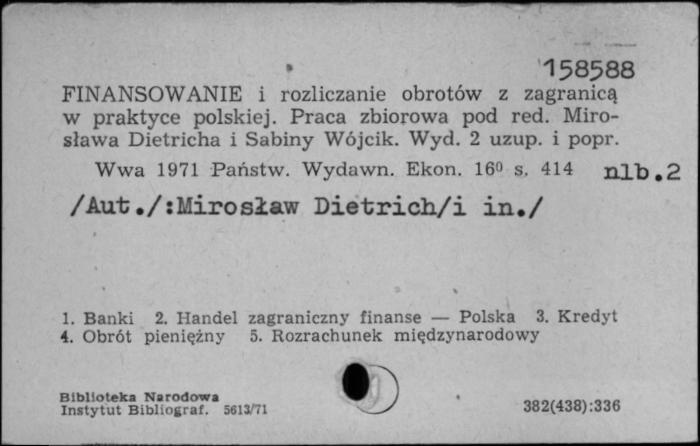 158588
FINANSOWANIE i rozliczanie obrotów z zagranicą
w praktyce polskiej. Praca zbiorowa pod red. Miro-
sława Dietricha i Sabiny Wójcik. Wyd. 2 uzup. i popr.
Wwa 1971 Państw. Wydawn. Ekon. 16⁰ s. 414 nlb.2
/Aut./:Mirosław Dietrich/i in./
1. Banki 2. Handel zagraniczny finanse — Polska 3. Kredyt
4. Obrót pieniężny 5. Rozrachunek międzynarodowy
Biblioteka Narodowa
Instytut Bibliograf. 5613/71
382(438):336